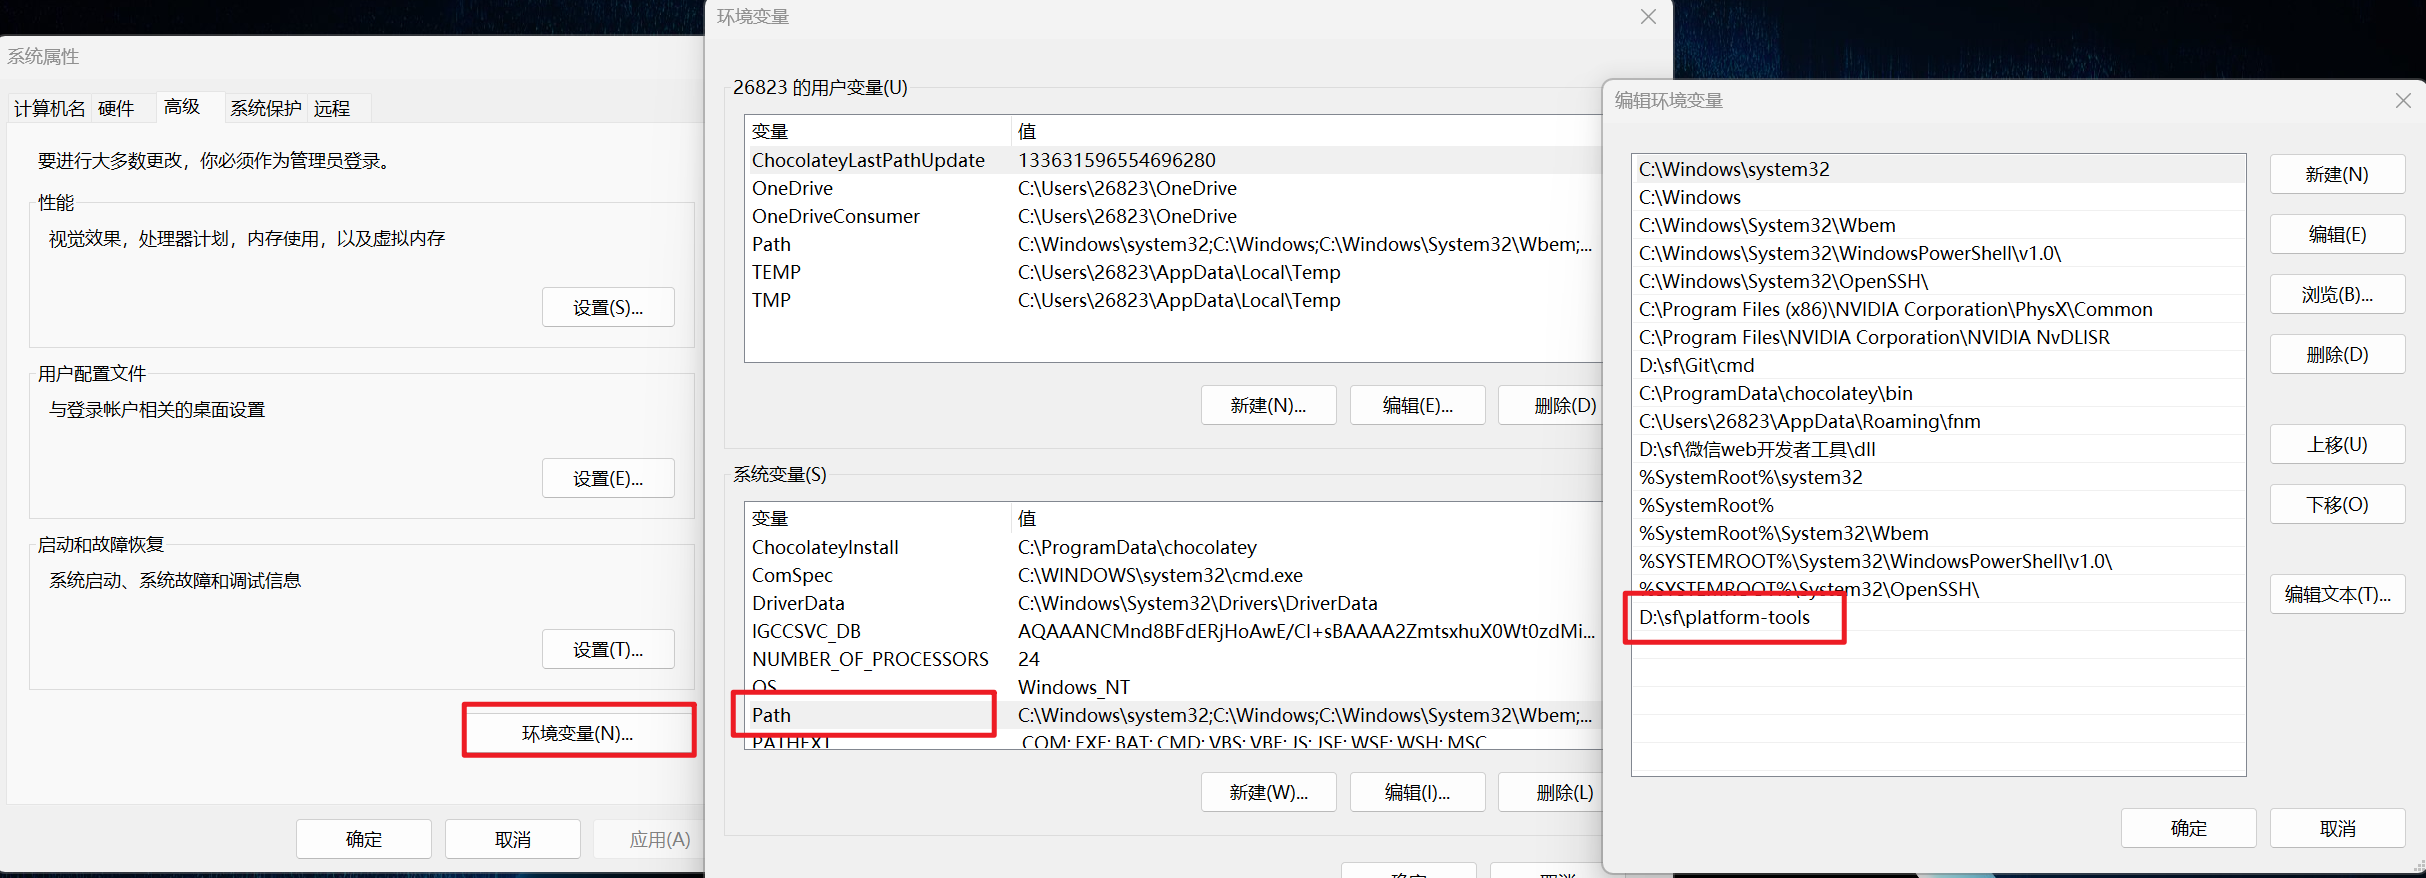 系统属性
计算机名
硬件
高级
系统保护
远程
要进行大多数更改，你必须作为管理员登录。
性能
视觉效果，处理器计划，内存使用，以及虚拟内存
设置(S)...
用户配置文件
与登录帐户相关的桌面设置
设置(E)...
启动和故障恢复
系统启动、系统故障和调试信息
设置(T)...
环境变量(N)...
确定
取消
应用(A)
环境变量
26823 的用户变量(U)
变量 值
ChocolateyLastPathUpdate 133631596554696280
OneDrive C:\Users\26823\OneDrive
OneDriveConsumer C:\Users\26823\OneDrive
Path C:\Windows\system32;C:\Windows;C:\Windows\System32\Wbem;...
TEMP C:\Users\26823\AppData\Local\Temp
TMP C:\Users\26823\AppData\Local\Temp
新建(N)...
编辑(E)...
删除(D)
系统变量(S)
变量 值
ChocolateyInstall C:\ProgramData\chocolatey
ComSpec C:\WINDOWS\system32\cmd.exe
DriverData C:\Windows\System32\Drivers\DriverData
IGCCSVC_DB AQAAANCMnd8BFdERjHoAwE/Cl+sBAAAA2ZmtsxhuX0Wt0zdMi...
NUMBER_OF_PROCESSORS 24
OS Windows_NT
Path C:\Windows\system32;C:\Windows;C:\Windows\System32\Wbem;...
PATHEXT .COM;.EXE;.BAT;.CMD;.VBS;.VBE;.JS;.JSE;.WSF;.WSH;.MSC
新建(W)...
编辑(I)...
删除(L)
确定
取消
编辑环境变量
C:\Windows\system32
C:\Windows
C:\Windows\System32\Wbem
C:\Windows\System32\WindowsPowerShell\v1.0\
C:\Windows\System32\OpenSSH\
C:\Program Files (x86)\NVIDIA Corporation\PhysX\Common
C:\Program Files\NVIDIA Corporation\NVIDIA NvDLISR
D:\sf\Git\cmd
C:\ProgramData\chocolatey\bin
C:\Users\26823\AppData\Roaming\fnm
D:\sf\微信web开发者工具\dll
%SystemRoot%\system32
%SystemRoot%
%SystemRoot%\System32\Wbem
%SYSTEMROOT%\System32\WindowsPowerShell\v1.0\
%SYSTEMROOT%\System32\OpenSSH\
D:\sf\platform-tools
新建(N)
编辑(E)
浏览(B)...
删除(D)
上移(U)
下移(O)
编辑文本(T)...
确定
取消